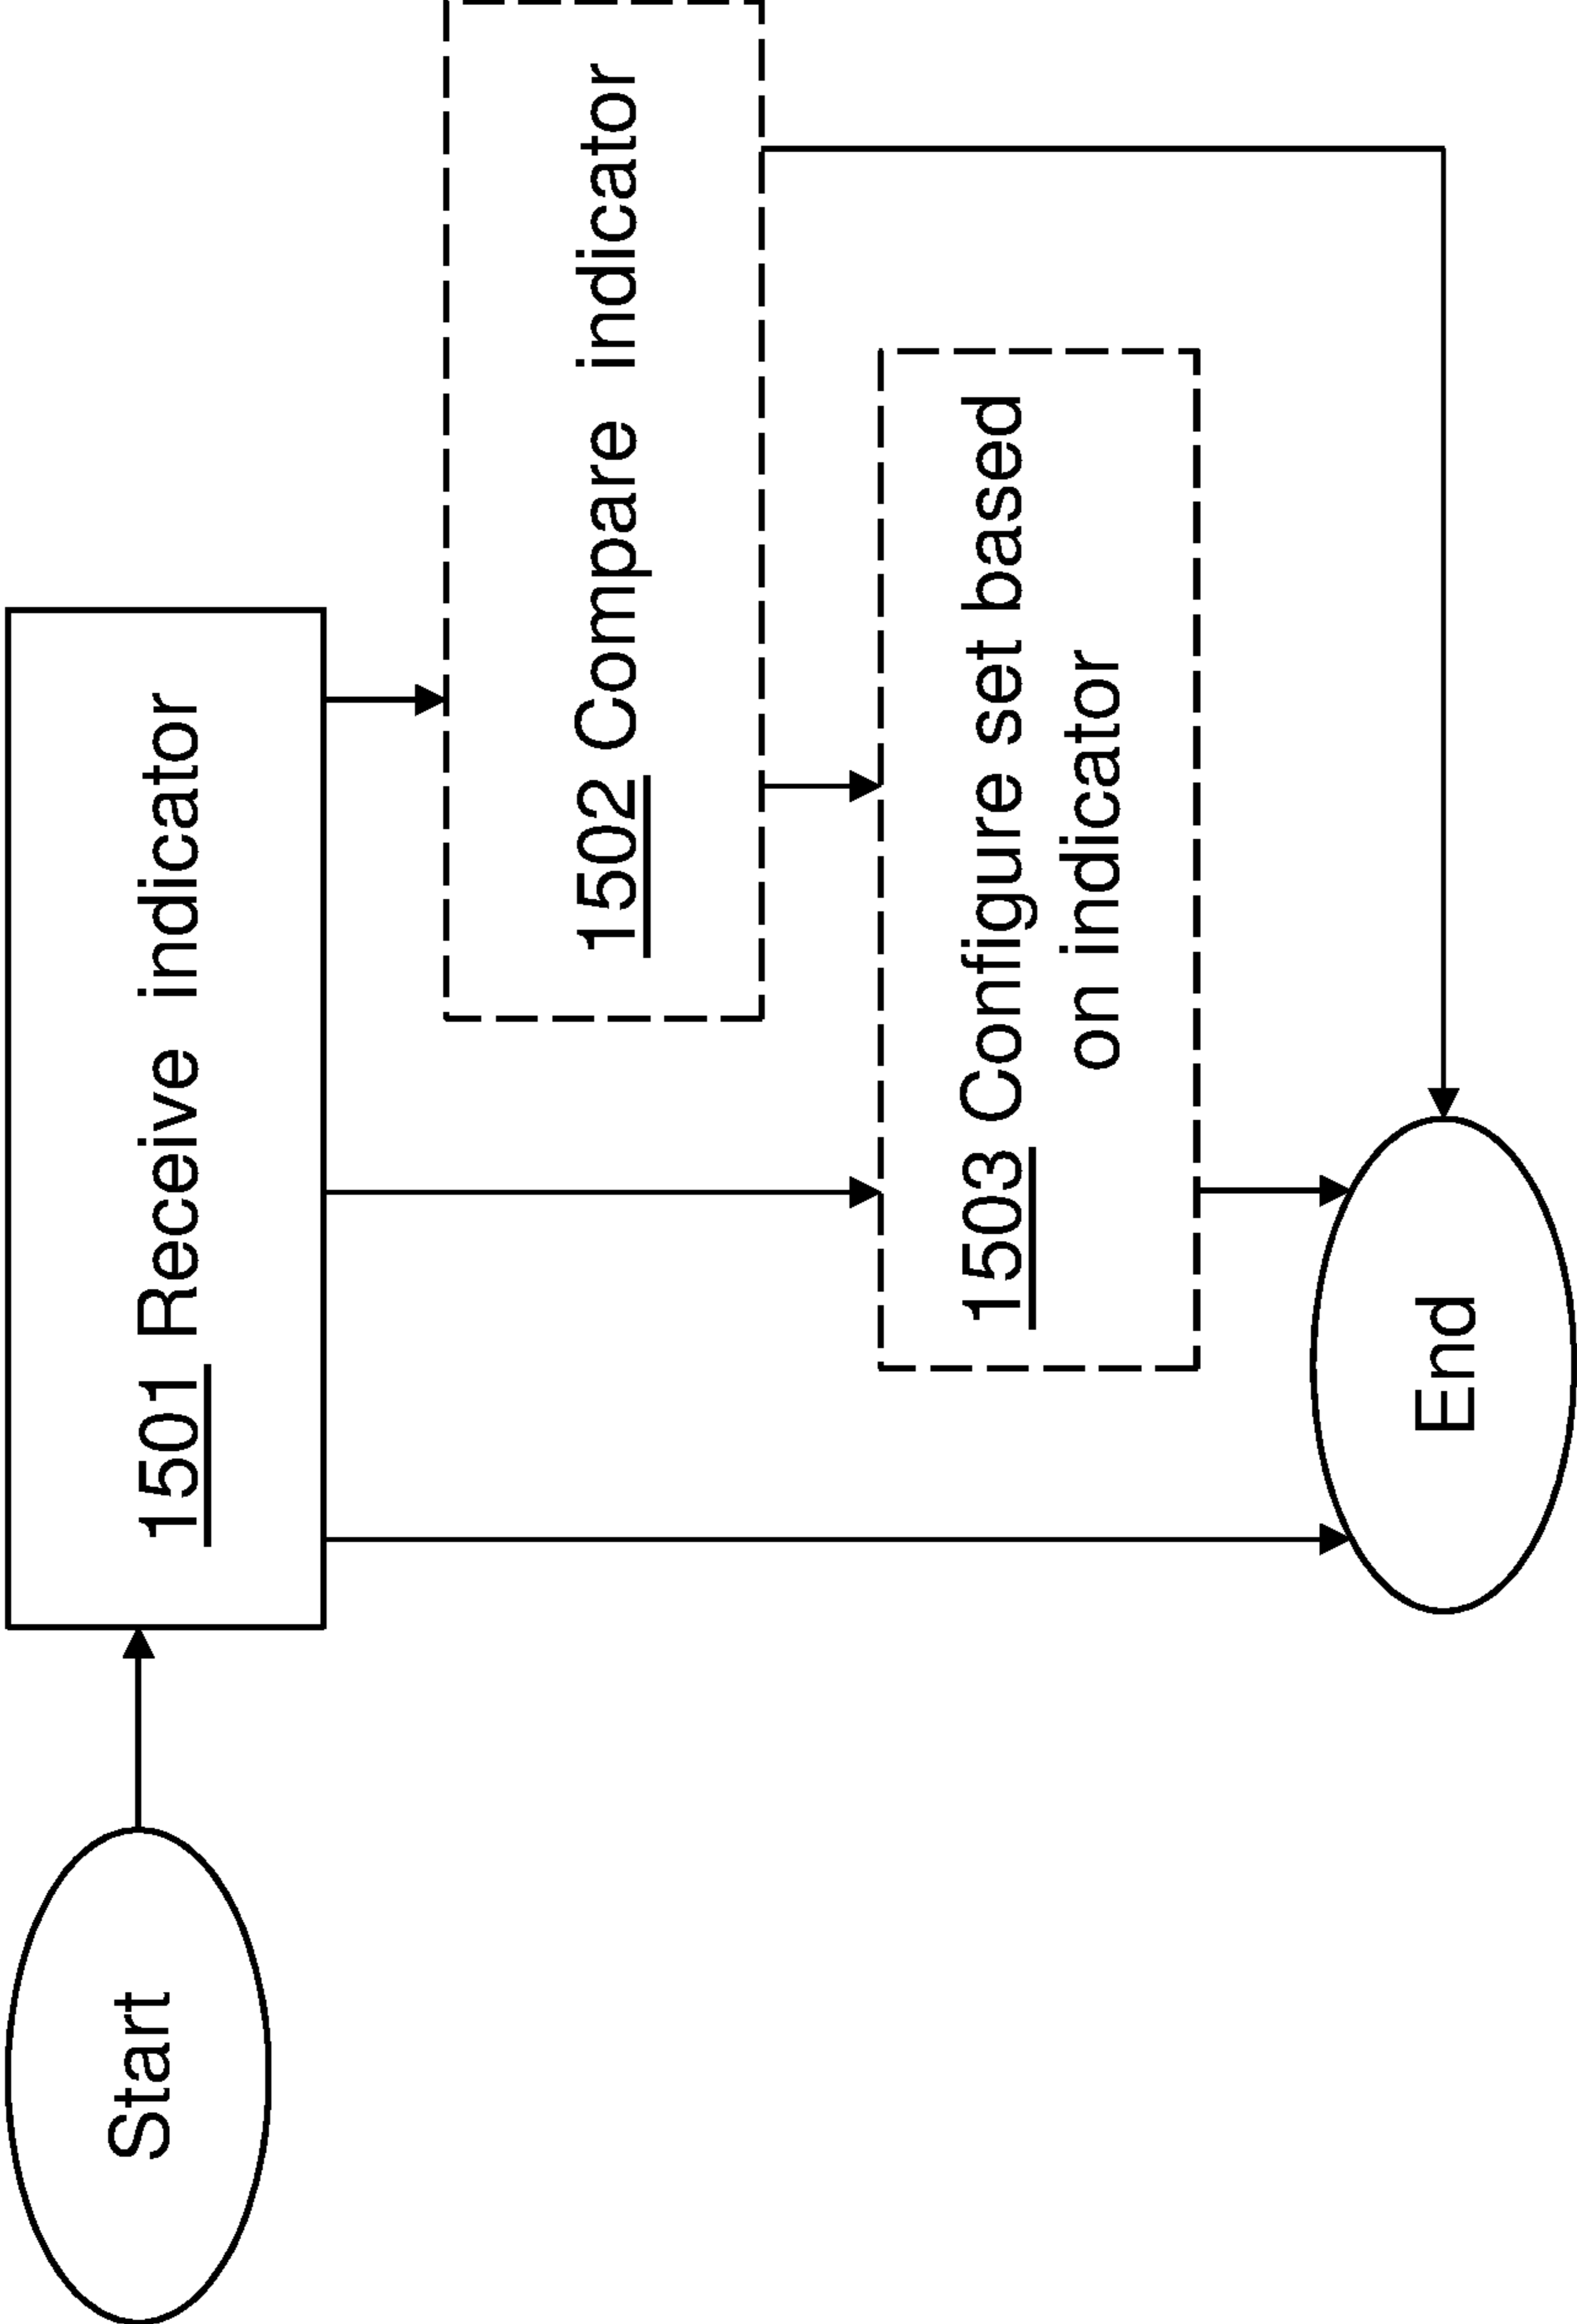 Start
1501 Receive indicator
1502 Compare indicator
1503 Configure set based
on indicator
End